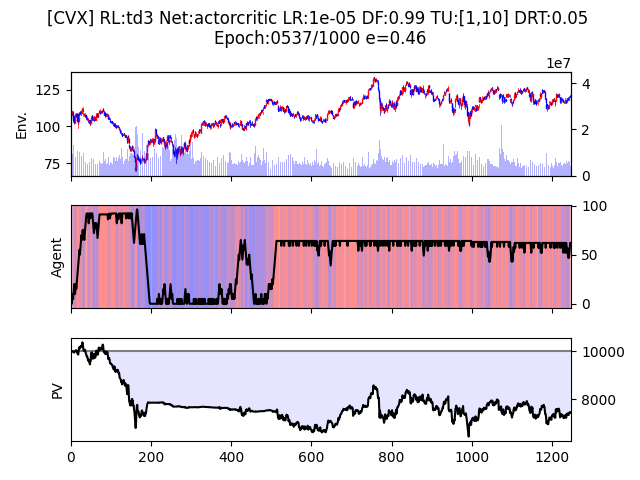 [CVX] RL:td3 Net:actorcritic LR:1e-05 DF:0.99 TU:[1,10] DRT:0.05
Epoch:0537/1000 e=0.46
1e7
Env.
125
100
75
4
2
0
Agent
100
50
0
PV
10000
8000
0 200 400 600 800 1000 1200